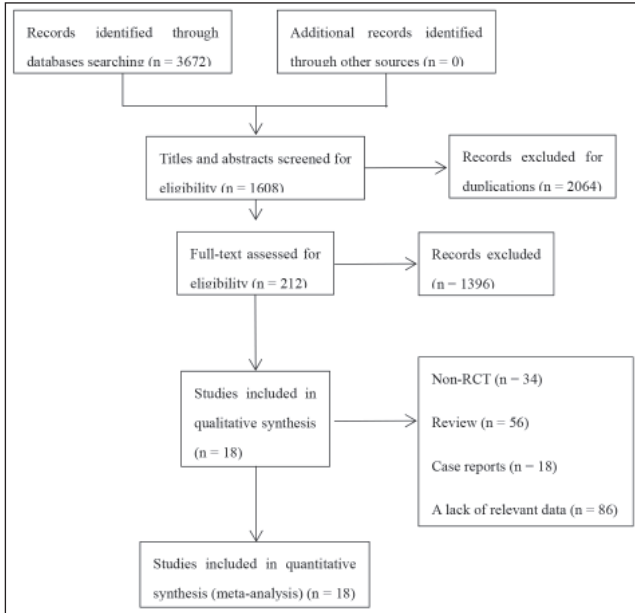 Records identified through
databases searching (n = 3672)
Additional records identified
through other sources (n = 0)
Titles and abstracts screened for
eligibility (n = 1608)
Records excluded for
duplications (n = 2064)
Full-text assessed for
eligibility (n = 212)
Records excluded
(n = 1396)
Studies included in
qualitative synthesis
(n = 18)
Non-RCT (n = 34)
Review (n = 56)
Case reports (n = 18)
A lack of relevant data (n = 86)
Studies included in quantitative
synthesis (meta-analysis) (n = 18)